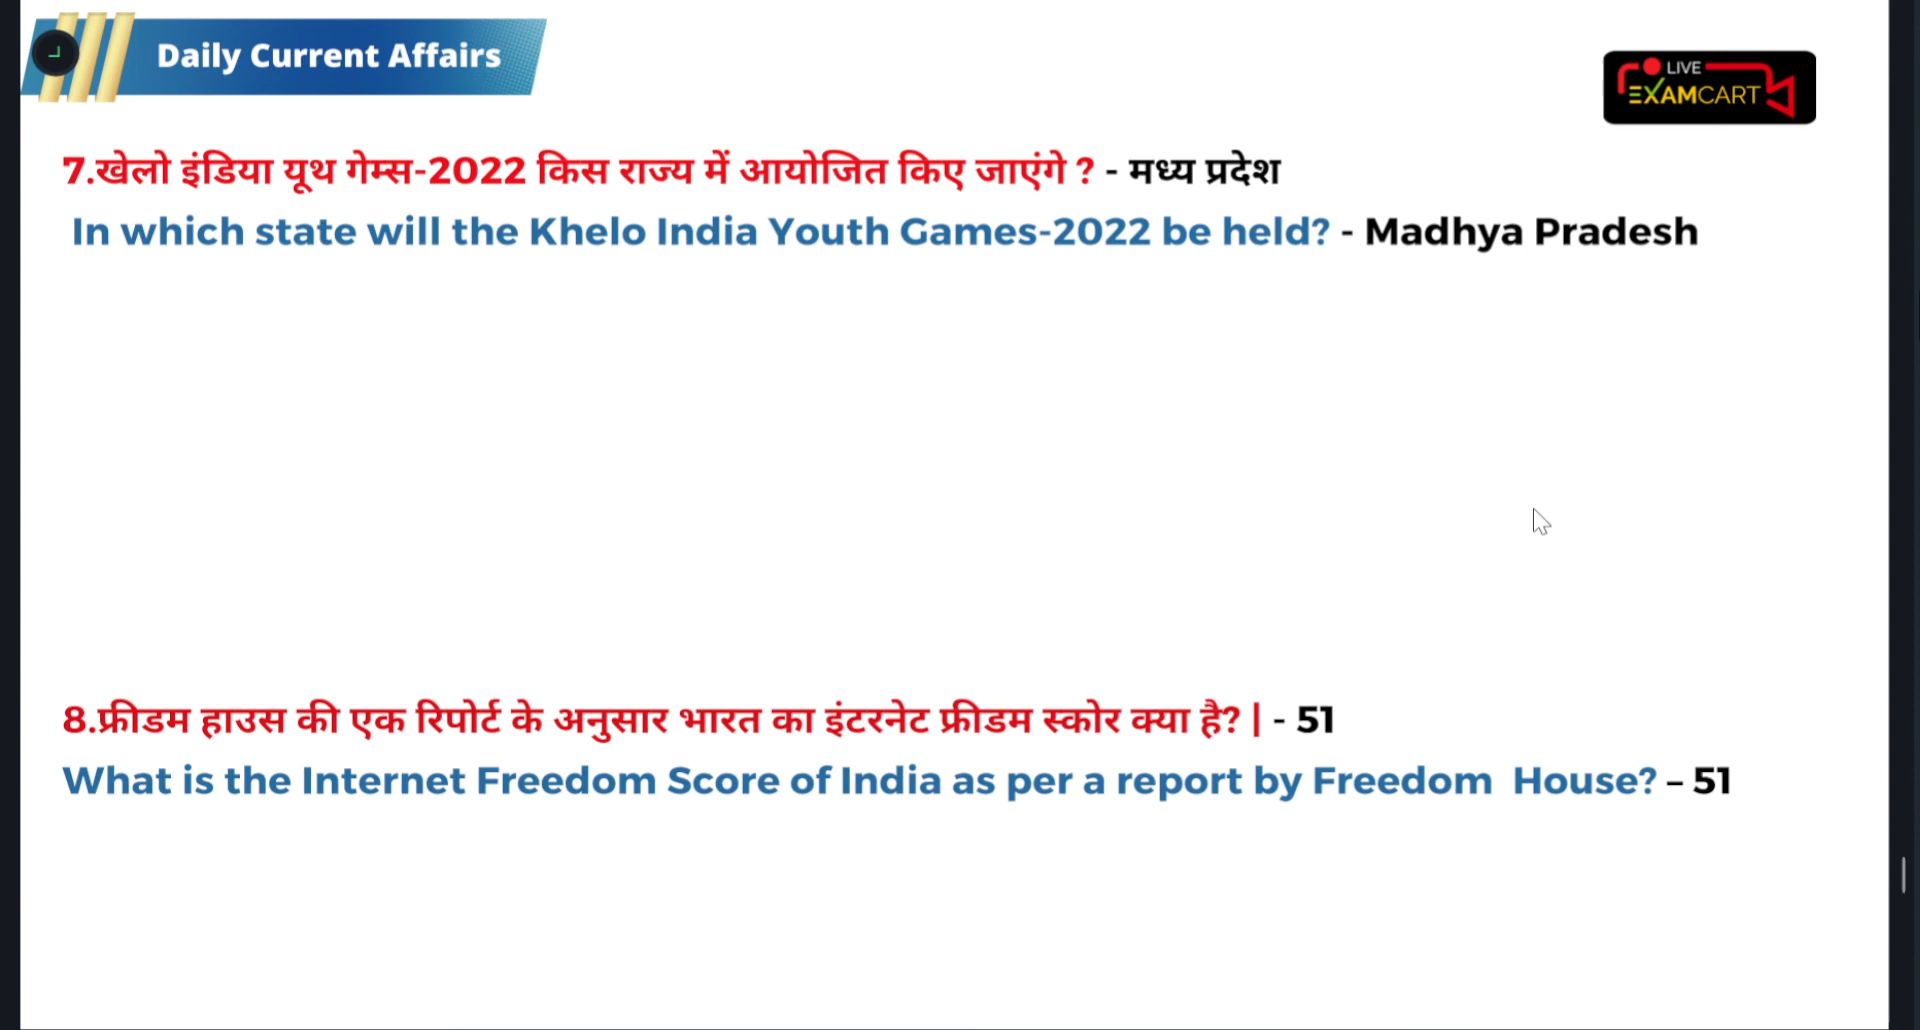 Daily Current Affairs
LIVE
EXAMCART
7.खेलो इंडिया यूथ गेम्स-2022 किस राज्य में आयोजित किए जाएंगे ? - मध्य प्रदेश
In which state will the Khelo India Youth Games-2022 be held? - Madhya Pradesh
8.फ्रीडम हाउस की एक रिपोर्ट के अनुसार भारत का इंटरनेट फ्रीडम स्कोर क्या है? | - 51
What is the Internet Freedom Score of India as per a report by Freedom House? – 51